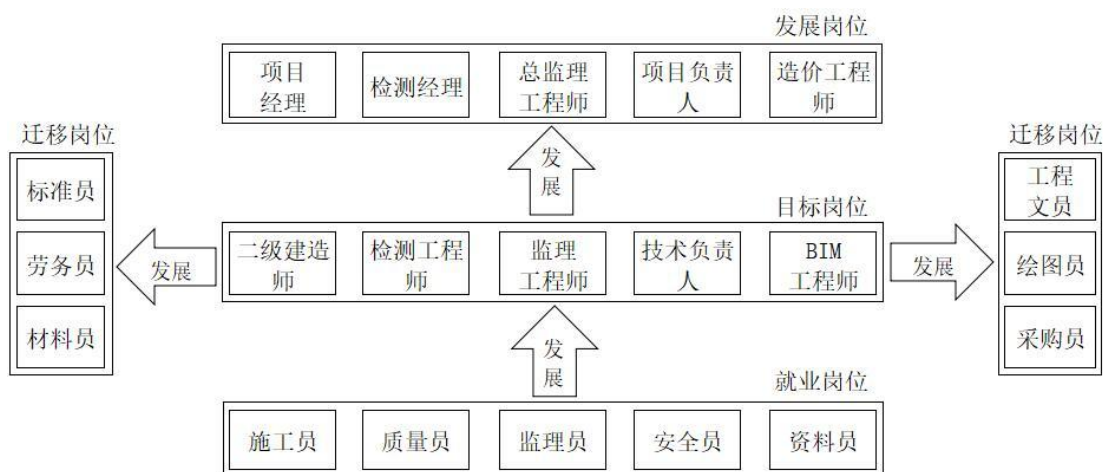 发展岗位
项目
经理
检测经理
总监理
工程师
项目负责
人
造价工程
师
迁移岗位
标准员
劳务员
材料员
发
展
迁移岗位
工程
文员
绘图员
采购员
目标岗位
发展
二级建造
师
检测工程
师
监理
工程师
技术负责
人
BIM
工程师
发展
发
展
就业岗位
施工员
质量员
监理员
安全员
资料员